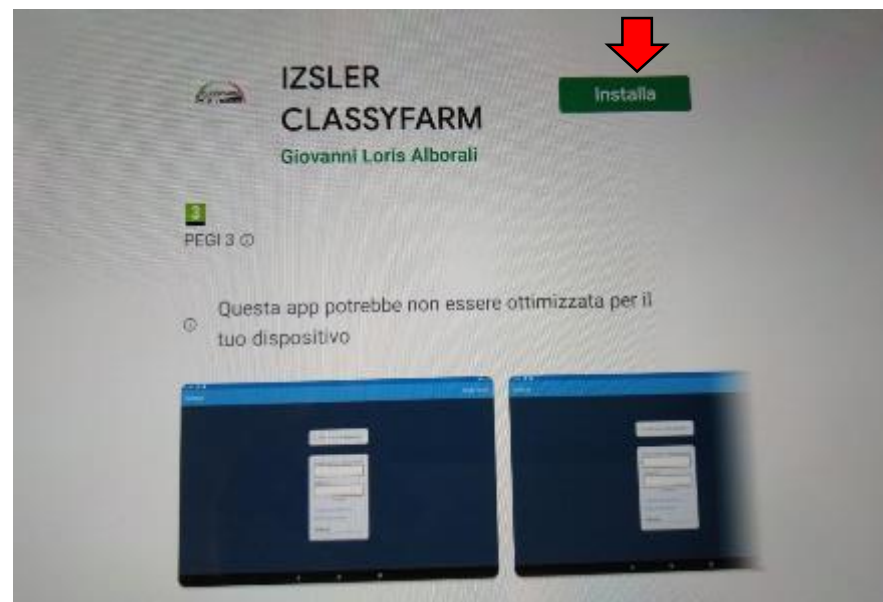 IZSLER
CLASSYFARM
Installa
Giovanni Loris Alborali
3
PEGI 3
Questa app potrebbe non essere ottimizzata per il
tuo dispositivo